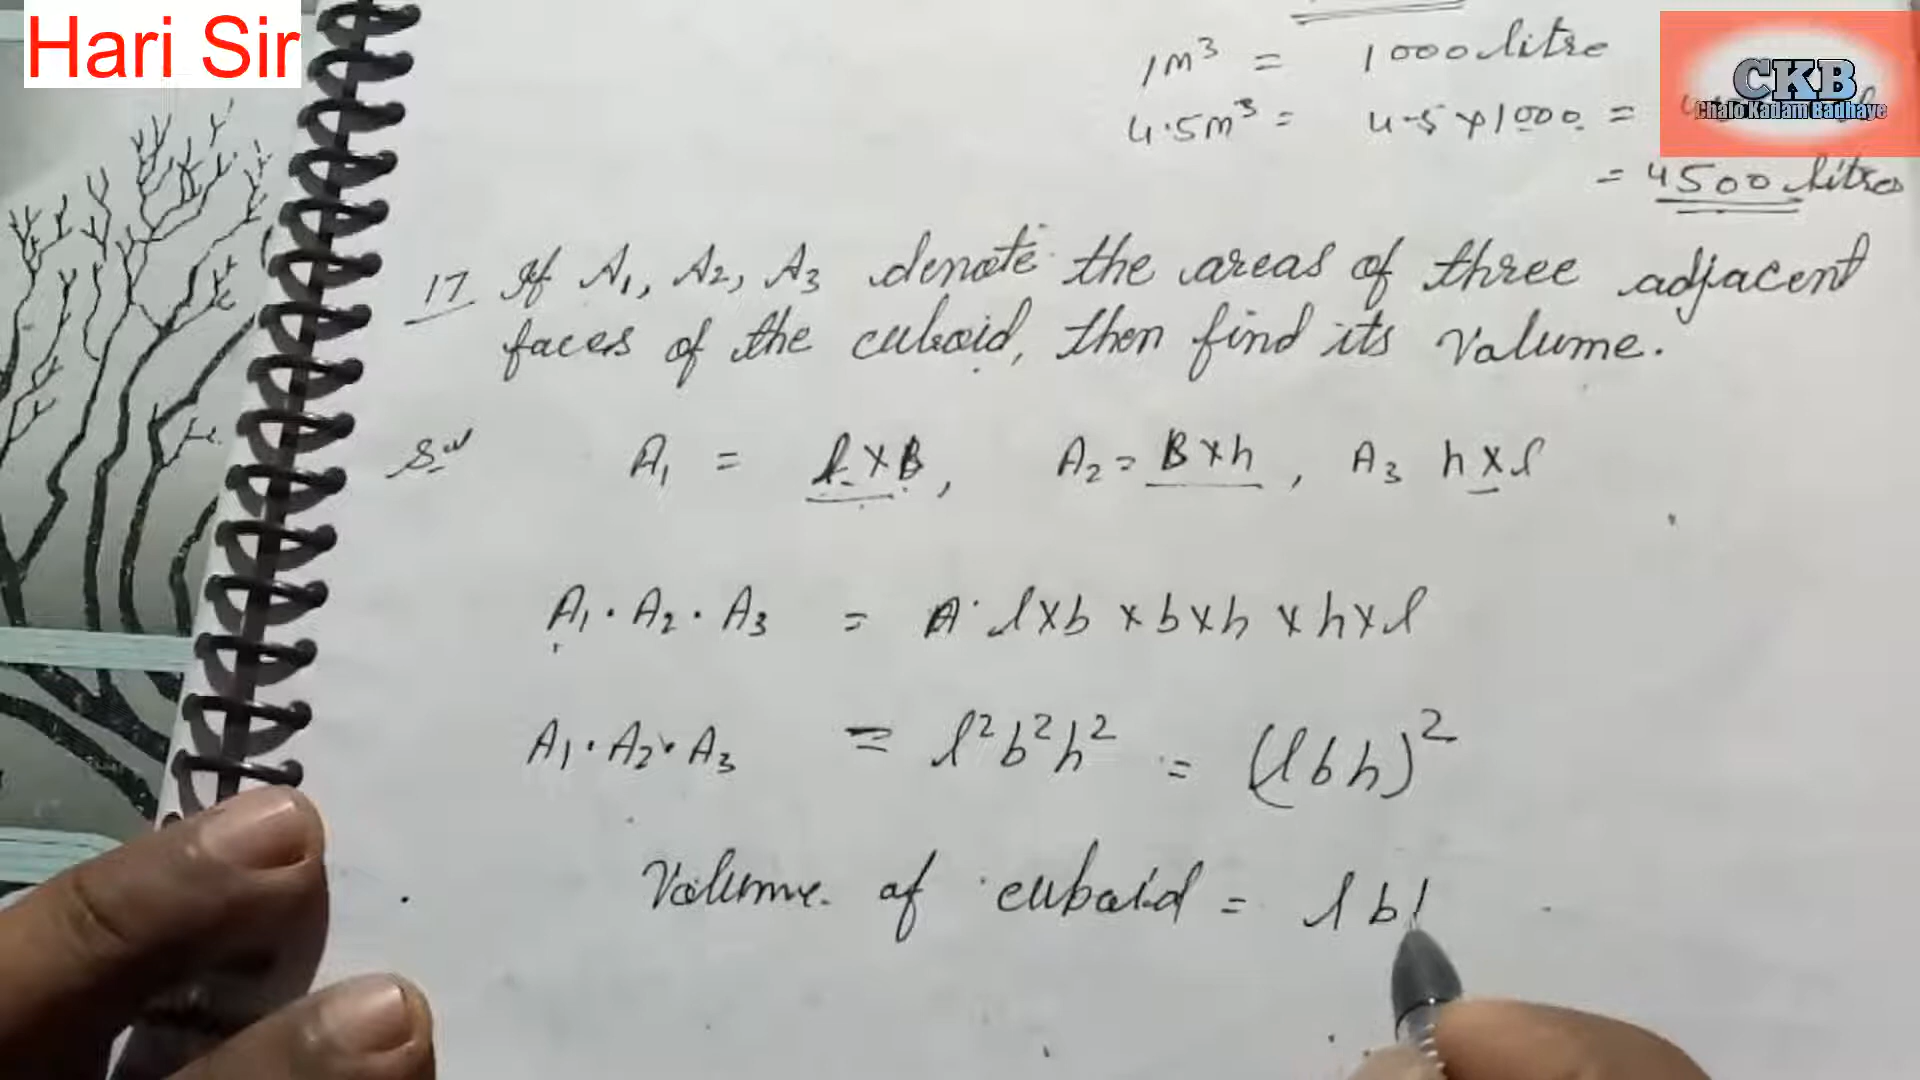 Hari Sir
1m³ = 1000 litre
CKB
Chalo Kadam Badhaye
4.5m³ = 4.5 × 1000 =
= 4500 litres
17 If A₁, A₂, A₃ denote the areas of three adjacent
faces of the cuboid, then find its Volume.
Sol A₁ = l × B, A₂ = B × h, A₃ h × l
A₁ · A₂ · A₃ = l × b × b × h × h × l
A₁ · A₂ · A₃ = l²b²h² = (lbh)²
Volume of cuboid = lb